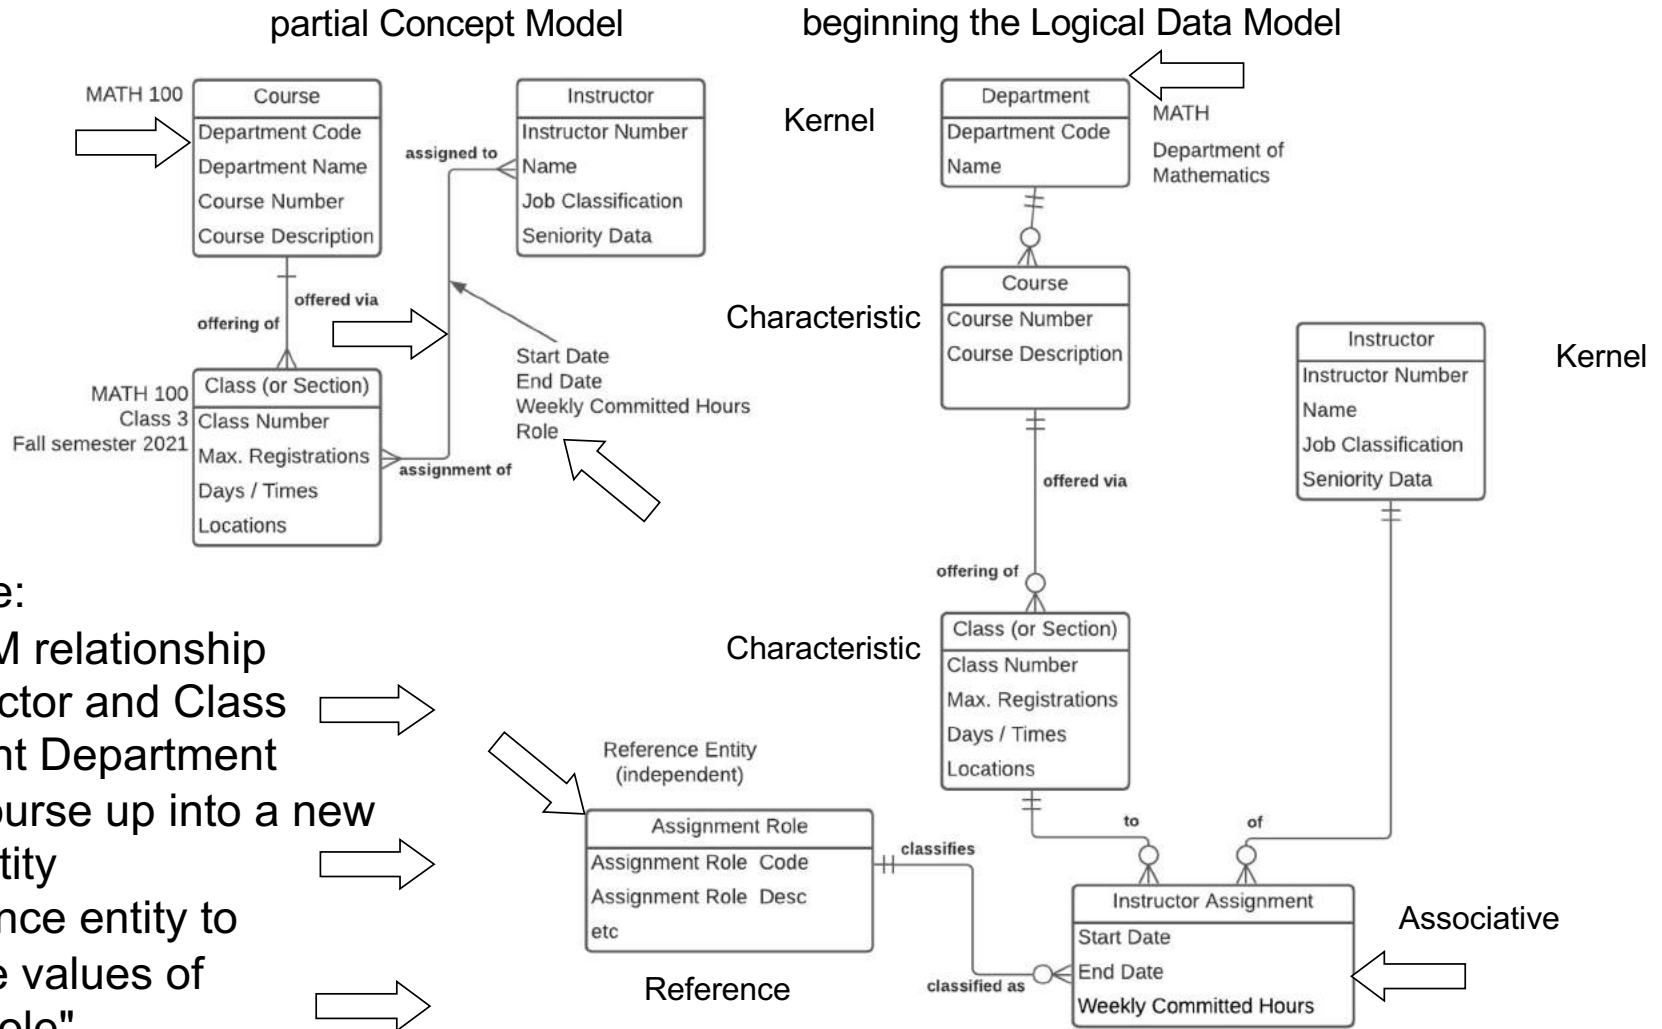 partial Concept Model
beginning the Logical Data Model
MATH 100
Course
Department Code
Department Name
Course Number
Course Description
Instructor
Instructor Number
Name
Job Classification
Seniority Data
assigned to
offered via
offering of
Start Date
End Date
Weekly Committed Hours
Role
MATH 100
Class 3
Fall semester 2021
Class (or Section)
Class Number
Max. Registrations
Days / Times
Locations
assignment of
Kernel
Department
Department Code
Name
MATH
Department of
Mathematics
Characteristic
Course
Course Number
Course Description
Instructor
Instructor Number
Name
Job Classification
Seniority Data
Kernel
offered via
offering of
Characteristic
Class (or Section)
Class Number
Max. Registrations
Days / Times
Locations
to
of
e:
M relationship
ctor and Class
nt Department
ourse up into a new
tity
nce entity to
e values of
ole"
Reference Entity
(independent)
Assignment Role
Assignment Role Code
Assignment Role Desc
etc
Reference
classifies
classified as
Instructor Assignment
Start Date
End Date
Weekly Committed Hours
Associative